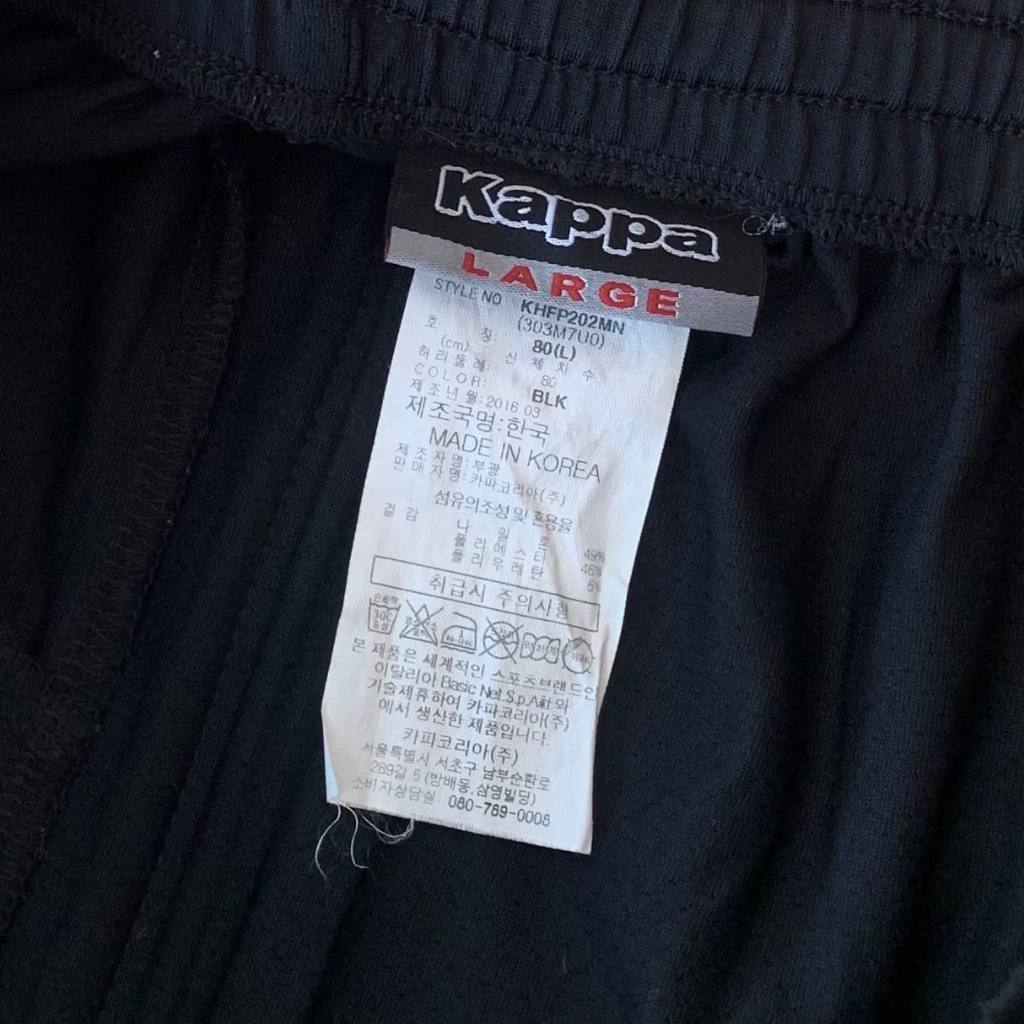 Kappa
LARGE
STYLE NO KHFP202MN
(303M7U0)
호 칭: 80(L)
(cm) 신 체 치 수
허리둘레: 80
COLOR: BLK
제조년월: 2016.03
제조국명:한국
MADE IN KOREA
제조자명:부광
판매자명:카파코리아(주)
섬유의조성및 혼용율
겉 감 나 일 론 49%
폴리에스터 46%
폴리우레탄 5%
취급시 주의사항
손세탁
30C
중성
약하게
본 제품은 세계적인 스포츠브랜드인
이탈리아 Basic Net S.p.A와
기술제휴하여 카파코리아(주)
에서 생산한 제품입니다.
카파코리아(주)
서울특별시 서초구 남부순환로
289길 5 (방배동,삼영빌딩)
소비자상담실: 080-789-0008